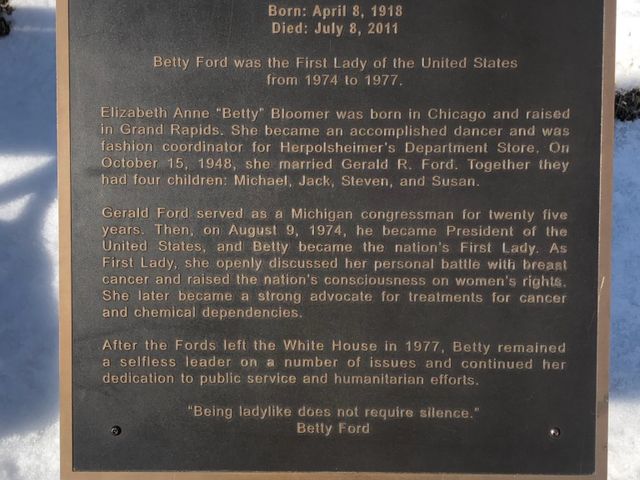 Born: April 8, 1918
Died: July 8, 2011
Betty Ford was the First Lady of the United States
from 1974 to 1977.
Elizabeth Anne "Betty" Bloomer was born in Chicago and raised
in Grand Rapids. She became an accomplished dancer and was
fashion coordinator for Herpolsheimer's Department Store. On
October 15, 1948, she married Gerald R. Ford. Together they
had four children: Michael, Jack, Steven, and Susan.
Gerald Ford served as a Michigan congressman for twenty five
years. Then, on August 9, 1974, he became President of the
United States, and Betty became the nation's First Lady. As
First Lady, she openly discussed her personal battle with breast
cancer and raised the nation's consciousness on women's rights.
She later became a strong advocate for treatments for cancer
and chemical dependencies.
After the Fords left the White House in 1977, Betty remained
a selfless leader on a number of issues and continued her
dedication to public service and humanitarian efforts.
"Being ladylike does not require silence."
Betty Ford